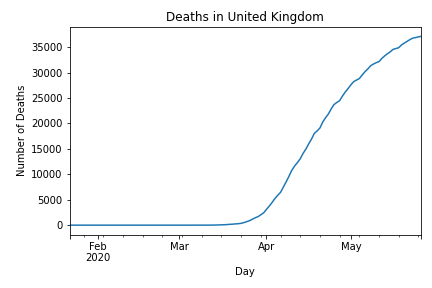 Deaths in United Kingdom
Number of Deaths
35000
30000
25000
20000
15000
10000
5000
0
Feb
2020
Mar
Apr
May
Day